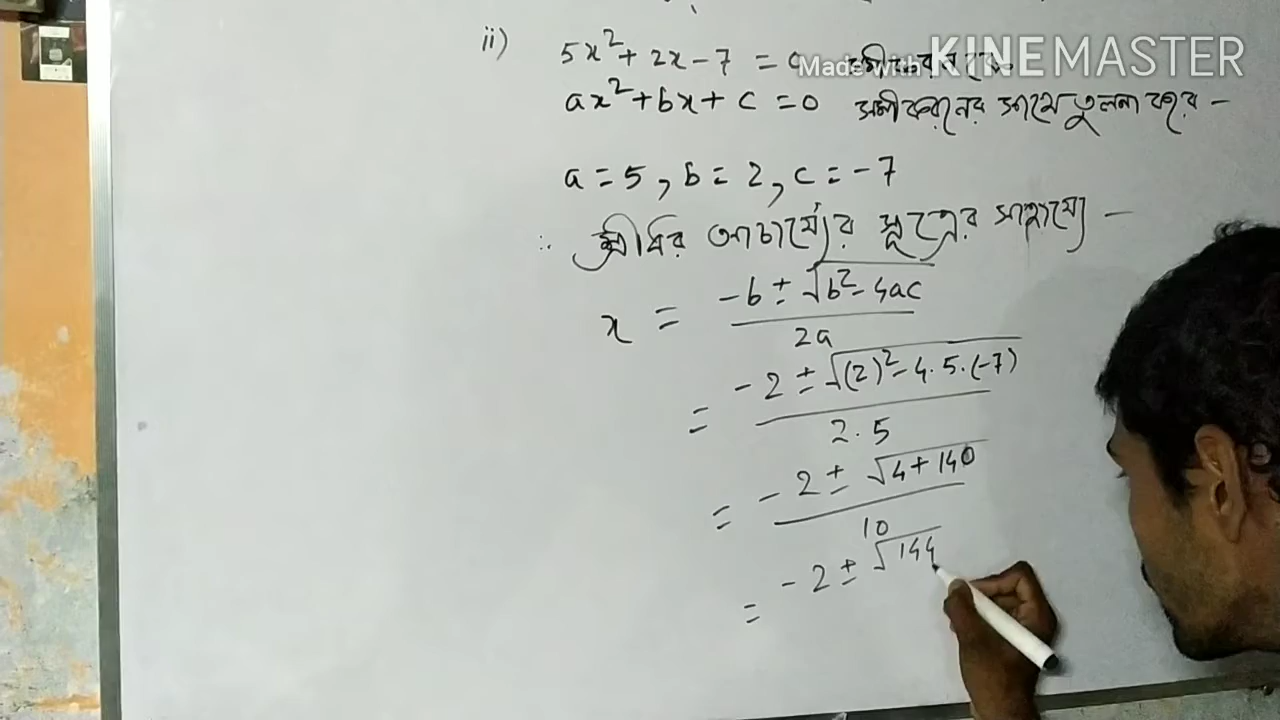 Made with KINEMASTER
ii) 5x²+2x-7 = 0
ax²+bx+c =0 সমীকরনের সাথে তুলনা করে -
a=5, b=2, c=-7
∴ শ্রীধর আচার্য্যের সূত্রের সাহায্যে -
x = (-b±√(b²-4ac))/2a
= (-2±√((2)²-4.5.(-7)))/2.5
= (-2±√(4+140))/10
= -2±√144